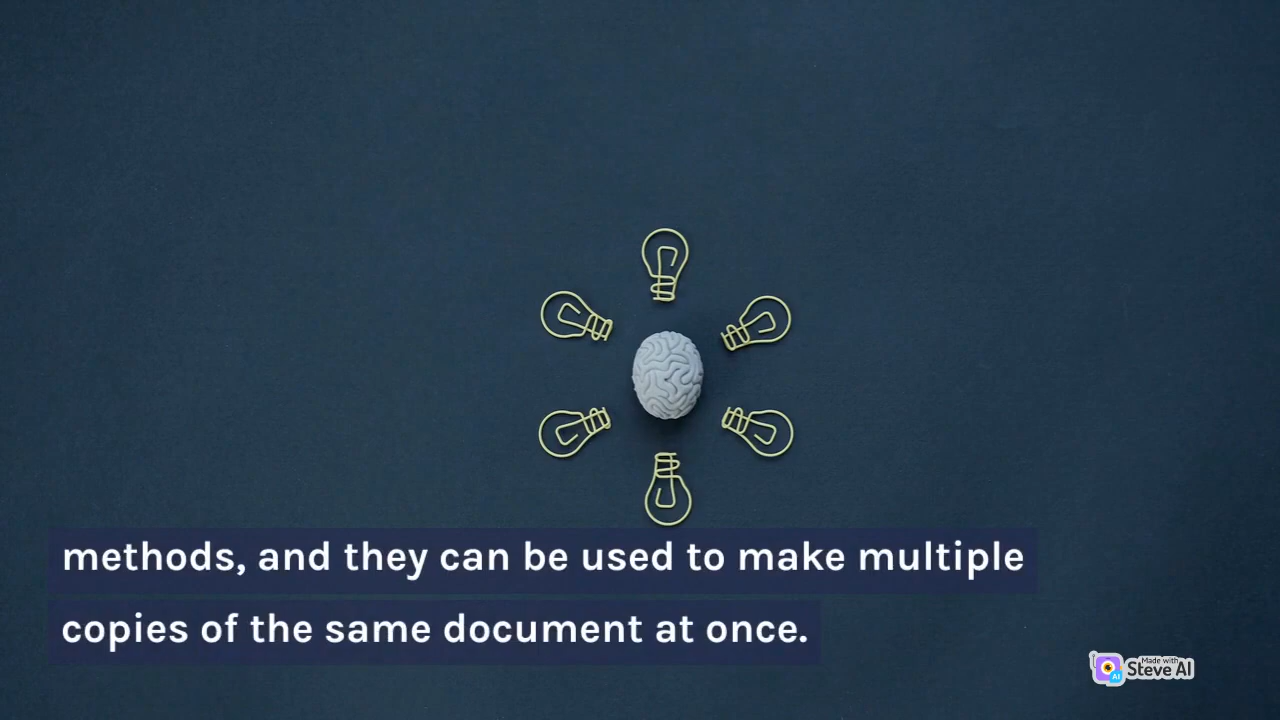 methods, and they can be used to make multiple
copies of the same document at once.
Made with
Steve AI
AI